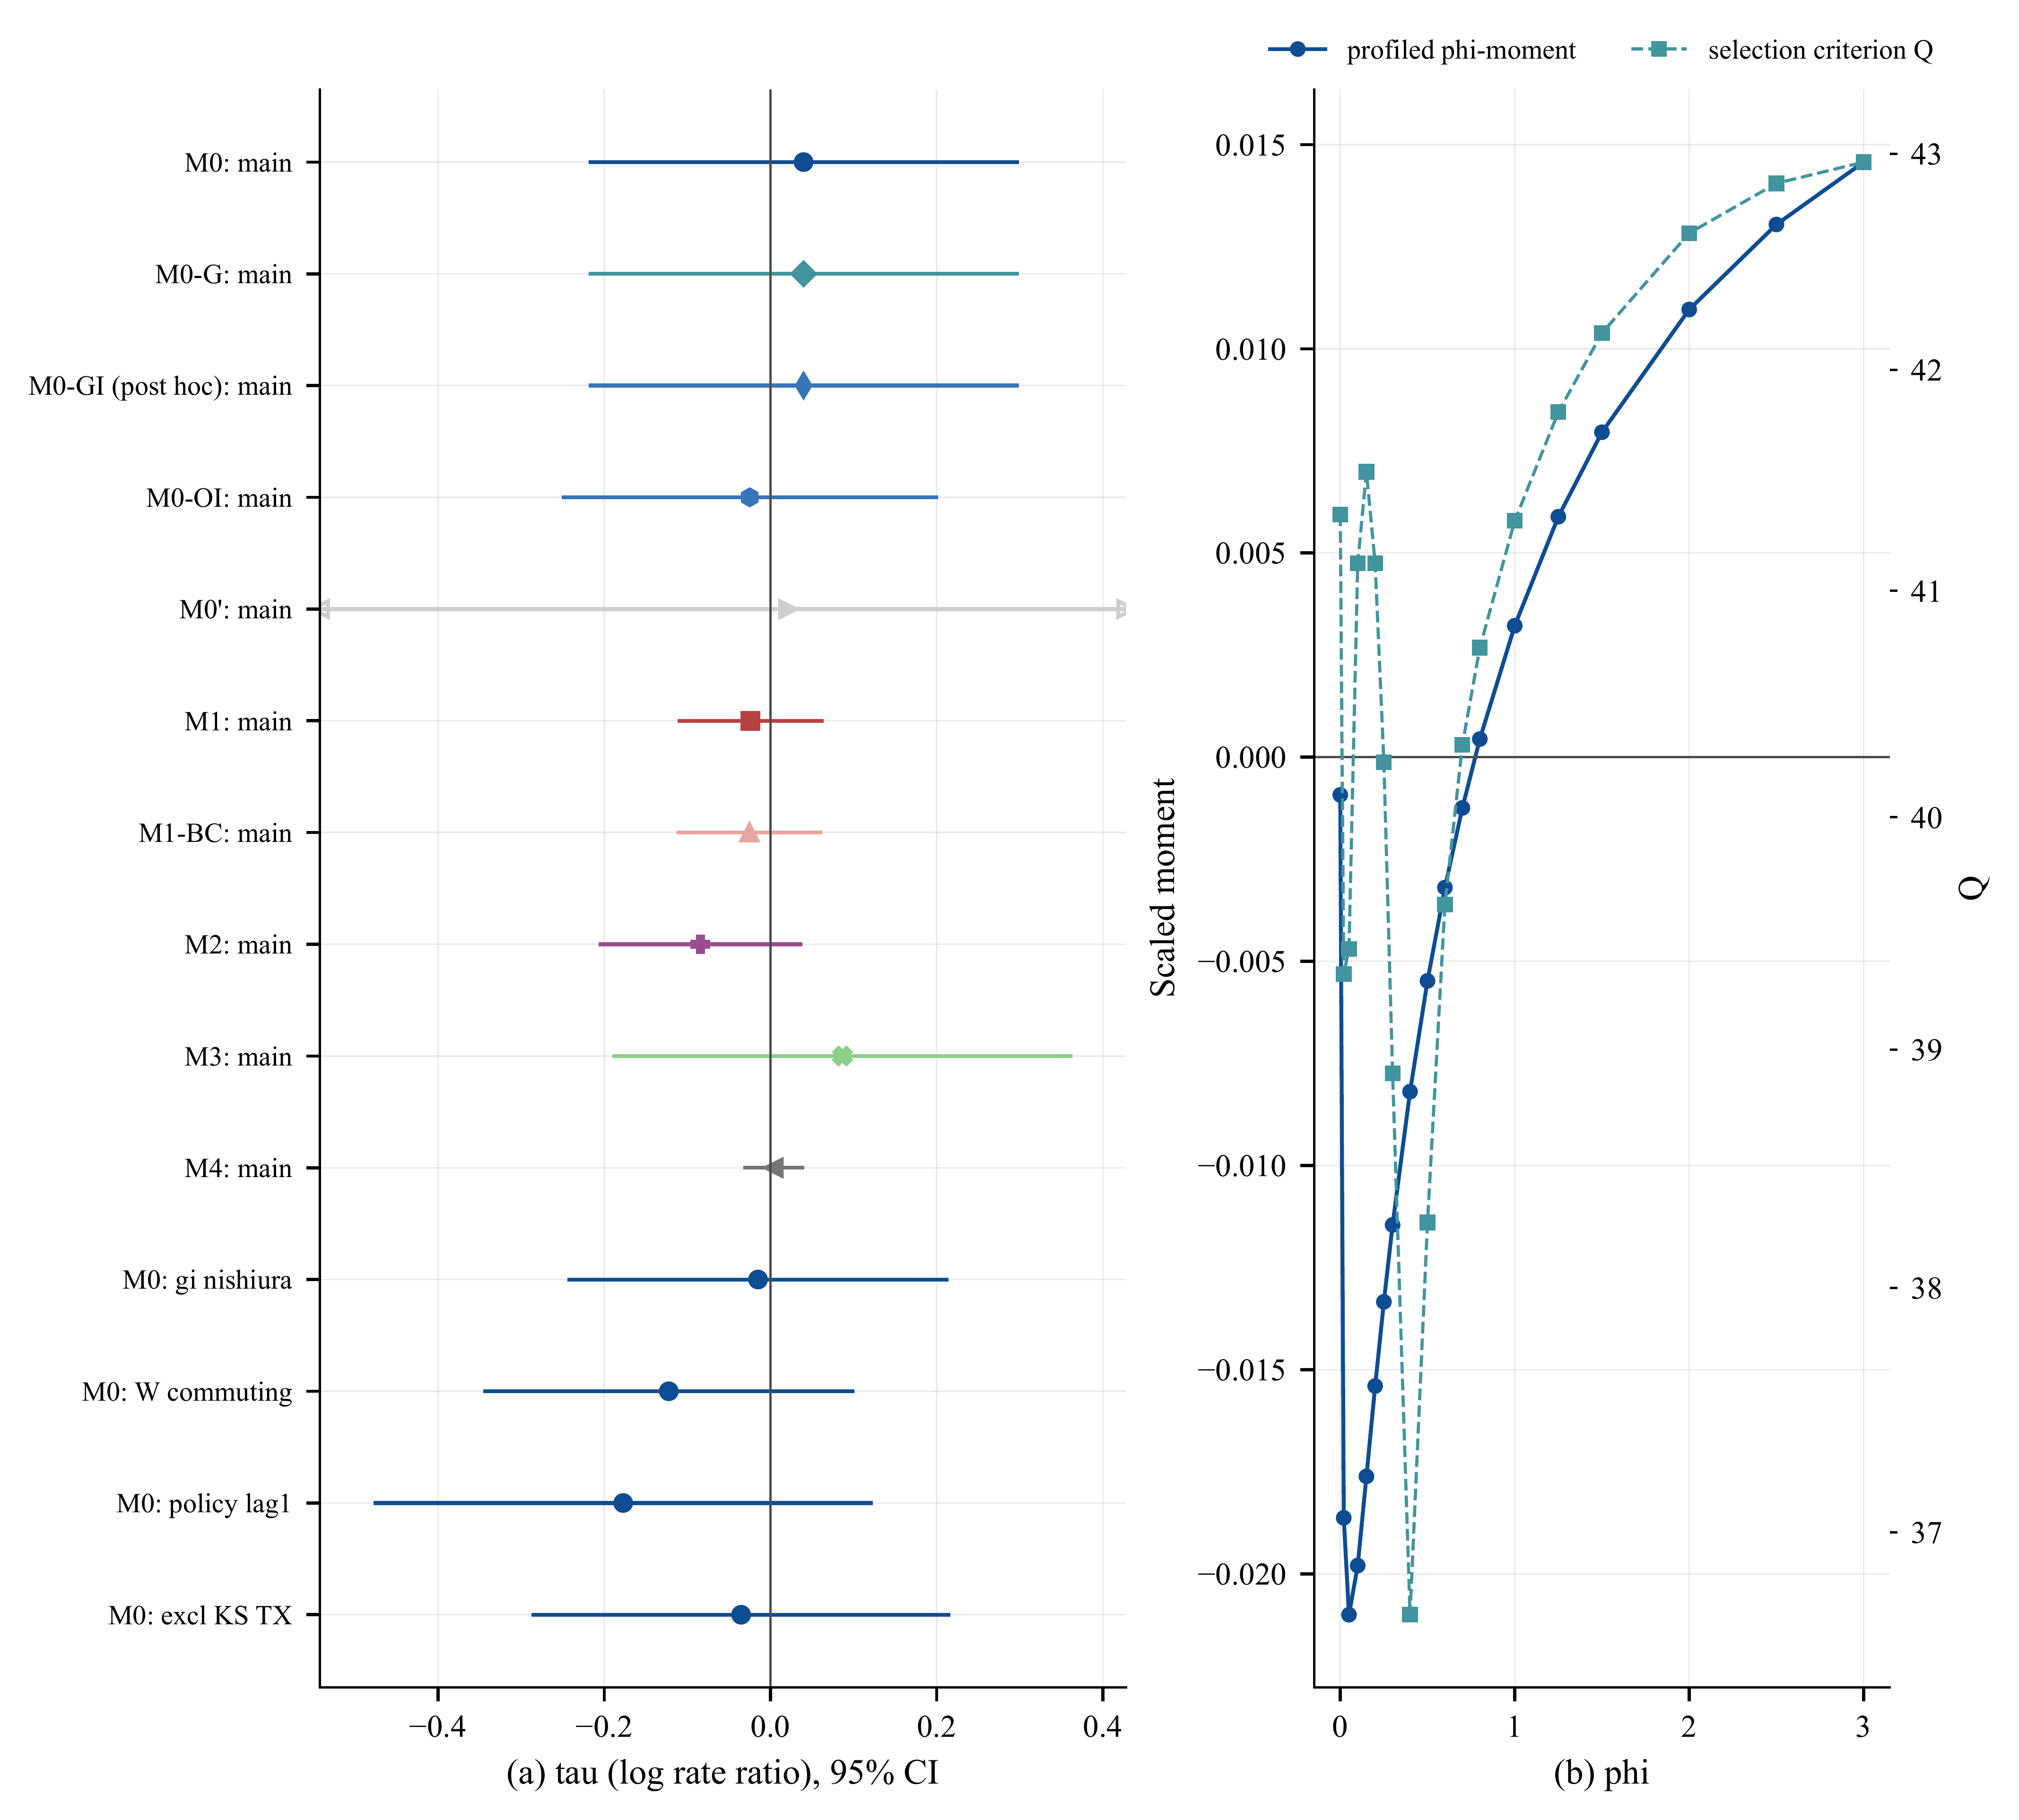 profiled phi-moment
selection criterion Q
M0: main
M0-G: main
M0-GI (post hoc): main
M0-OI: main
M0': main
M1: main
M1-BC: main
M2: main
M3: main
M4: main
M0: gi nishiura
M0: W commuting
M0: policy lag1
M0: excl KS TX
−0.4
−0.2
0.0
0.2
0.4
(a) tau (log rate ratio), 95% CI
Scaled moment
0.015
0.010
0.005
0.000
−0.005
−0.010
−0.015
−0.020
0
1
2
3
(b) phi
43
42
41
40
39
38
37
Q